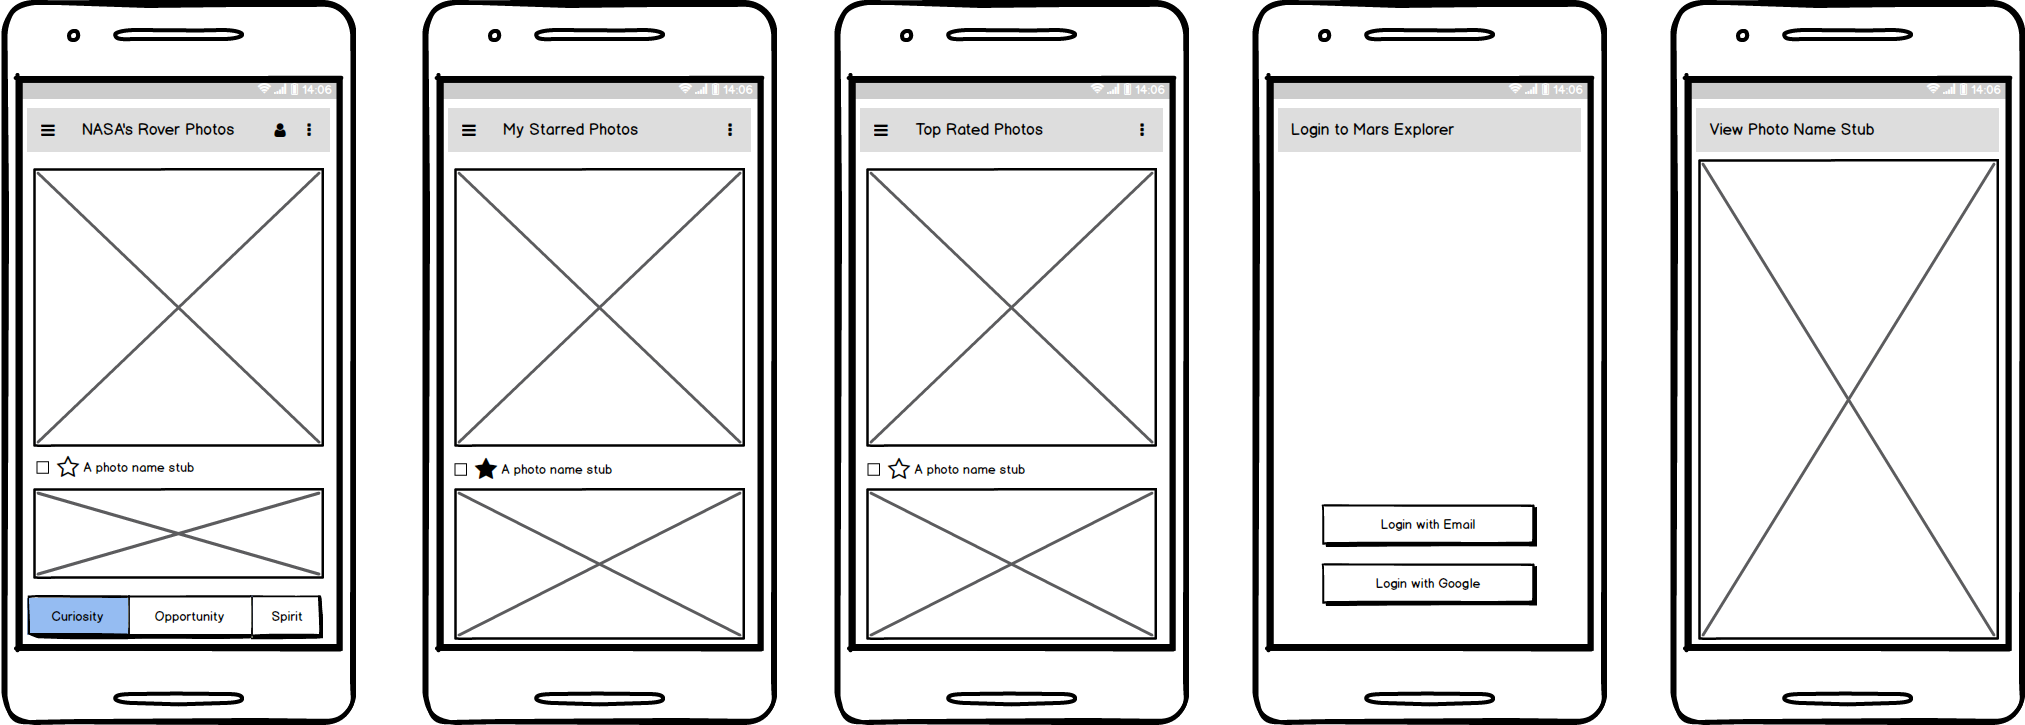 14:06
NASA's Rover Photos
A photo name stub
Curiosity Opportunity Spirit
14:06
My Starred Photos
A photo name stub
14:06
Top Rated Photos
A photo name stub
14:06
Login to Mars Explorer
Login with Email
Login with Google
14:06
View Photo Name Stub